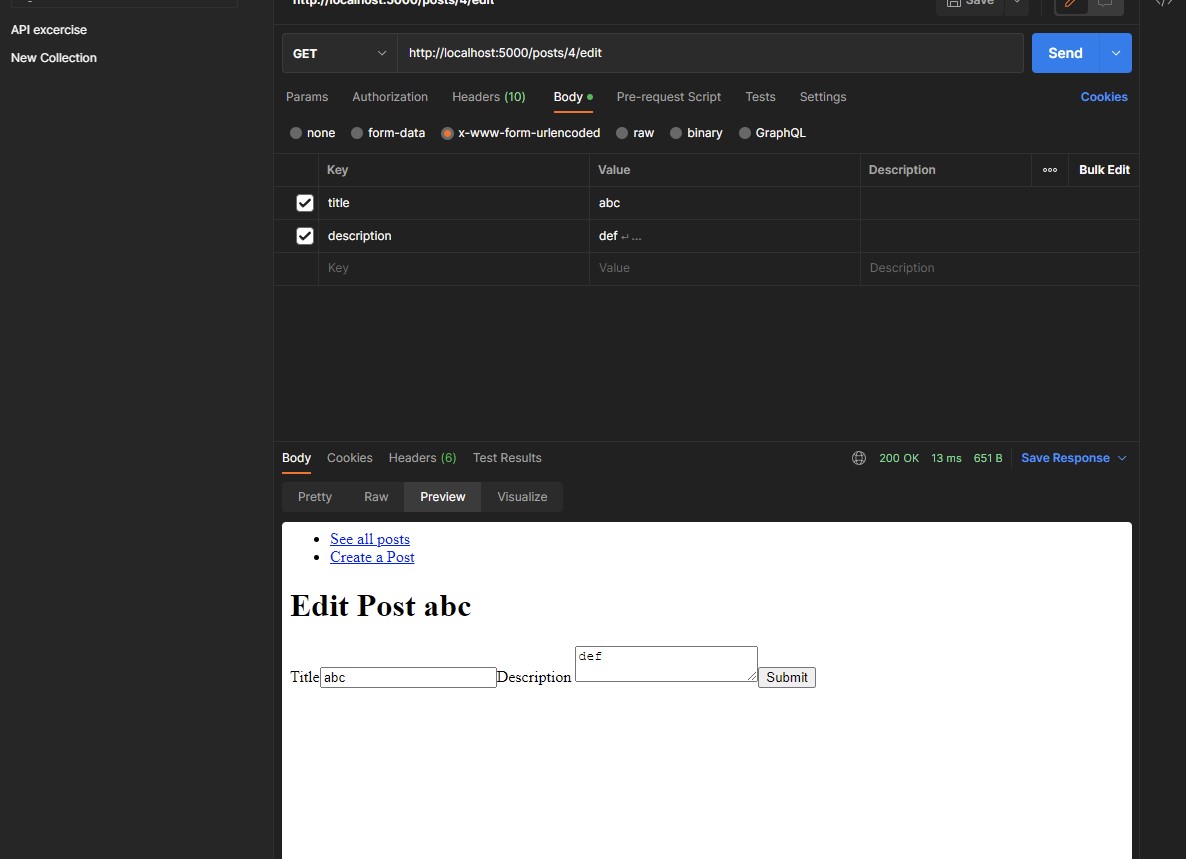 http://localhost:5000/posts/4/edit
Save
API excercise
New Collection
GET
http://localhost:5000/posts/4/edit
Send
Params
Authorization
Headers (10)
Body
Pre-request Script
Tests
Settings
Cookies
none
form-data
x-www-form-urlencoded
raw
binary
GraphQL
Key
Value
Description
Bulk Edit
title
abc
description
def ↵ ...
Key
Value
Description
Body
Cookies
Headers (6)
Test Results
200 OK
13 ms
651 B
Save Response
Pretty
Raw
Preview
Visualize
See all posts
Create a Post
Edit Post abc
Title
abc
Description
def
Submit